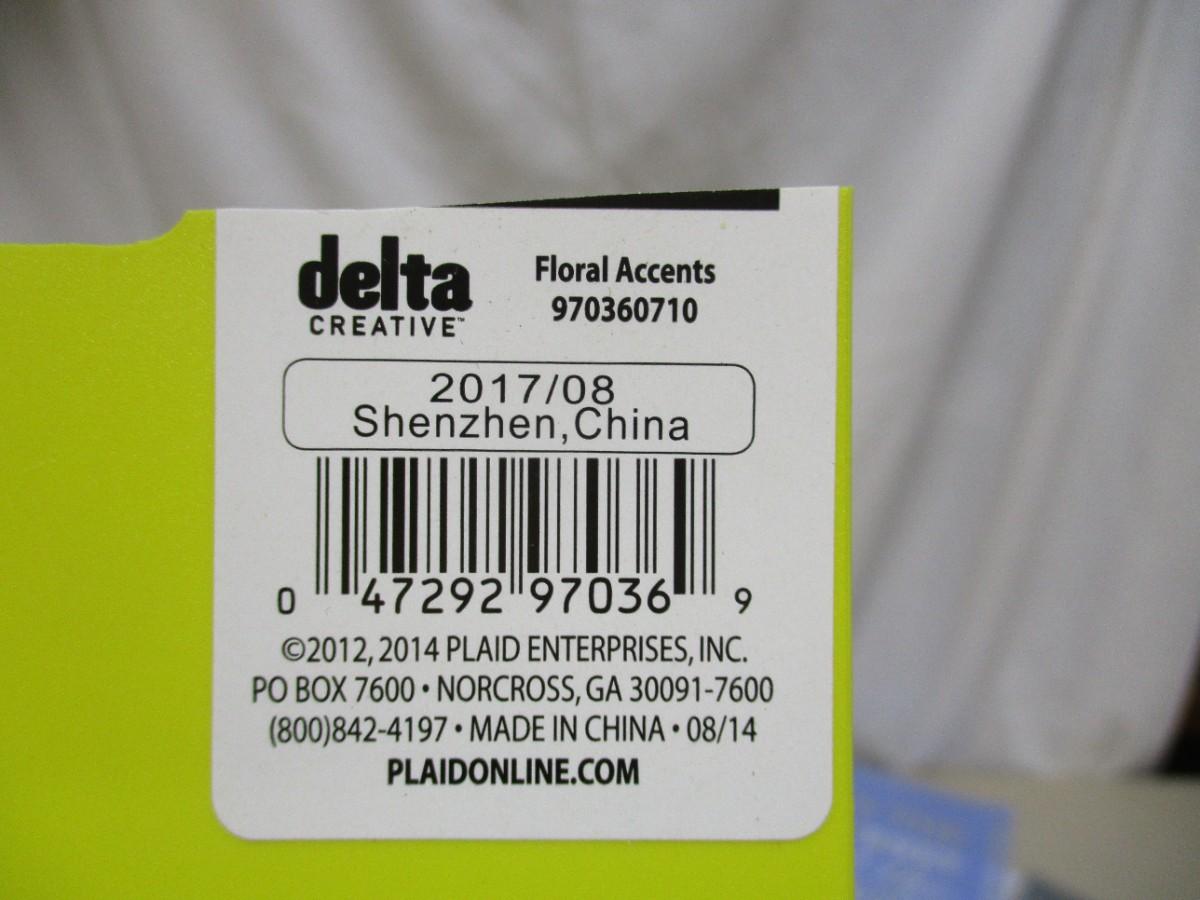 delta
CREATIVE™
Floral Accents
970360710
2017/08
Shenzhen,China
0 47292 97036 9
©2012, 2014 PLAID ENTERPRISES, INC.
PO BOX 7600 • NORCROSS, GA 30091-7600
(800)842-4197 • MADE IN CHINA • 08/14
PLAIDONLINE.COM